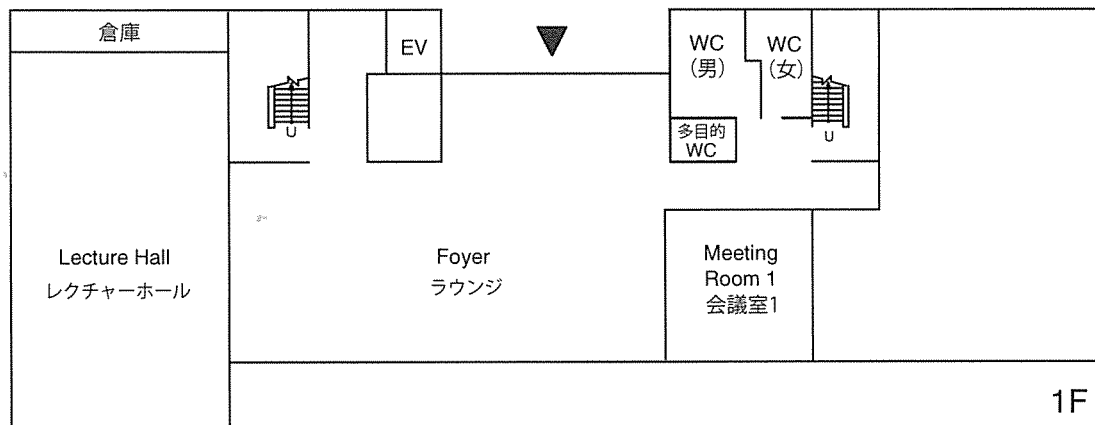 倉庫
EV
WC
(男)
WC
(女)
多目的
WC
U
U
Lecture Hall
レクチャーホール
Foyer
ラウンジ
Meeting
Room 1
会議室1
1F